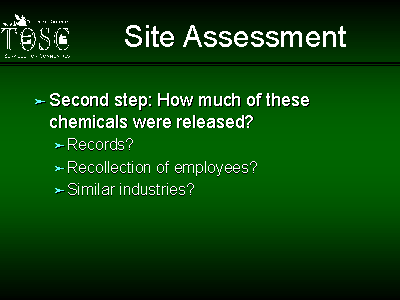 TOSC
Site Assessment
➤ Second step: How much of these
chemicals were released?
➤ Records?
➤ Recollection of employees?
➤ Similar industries?